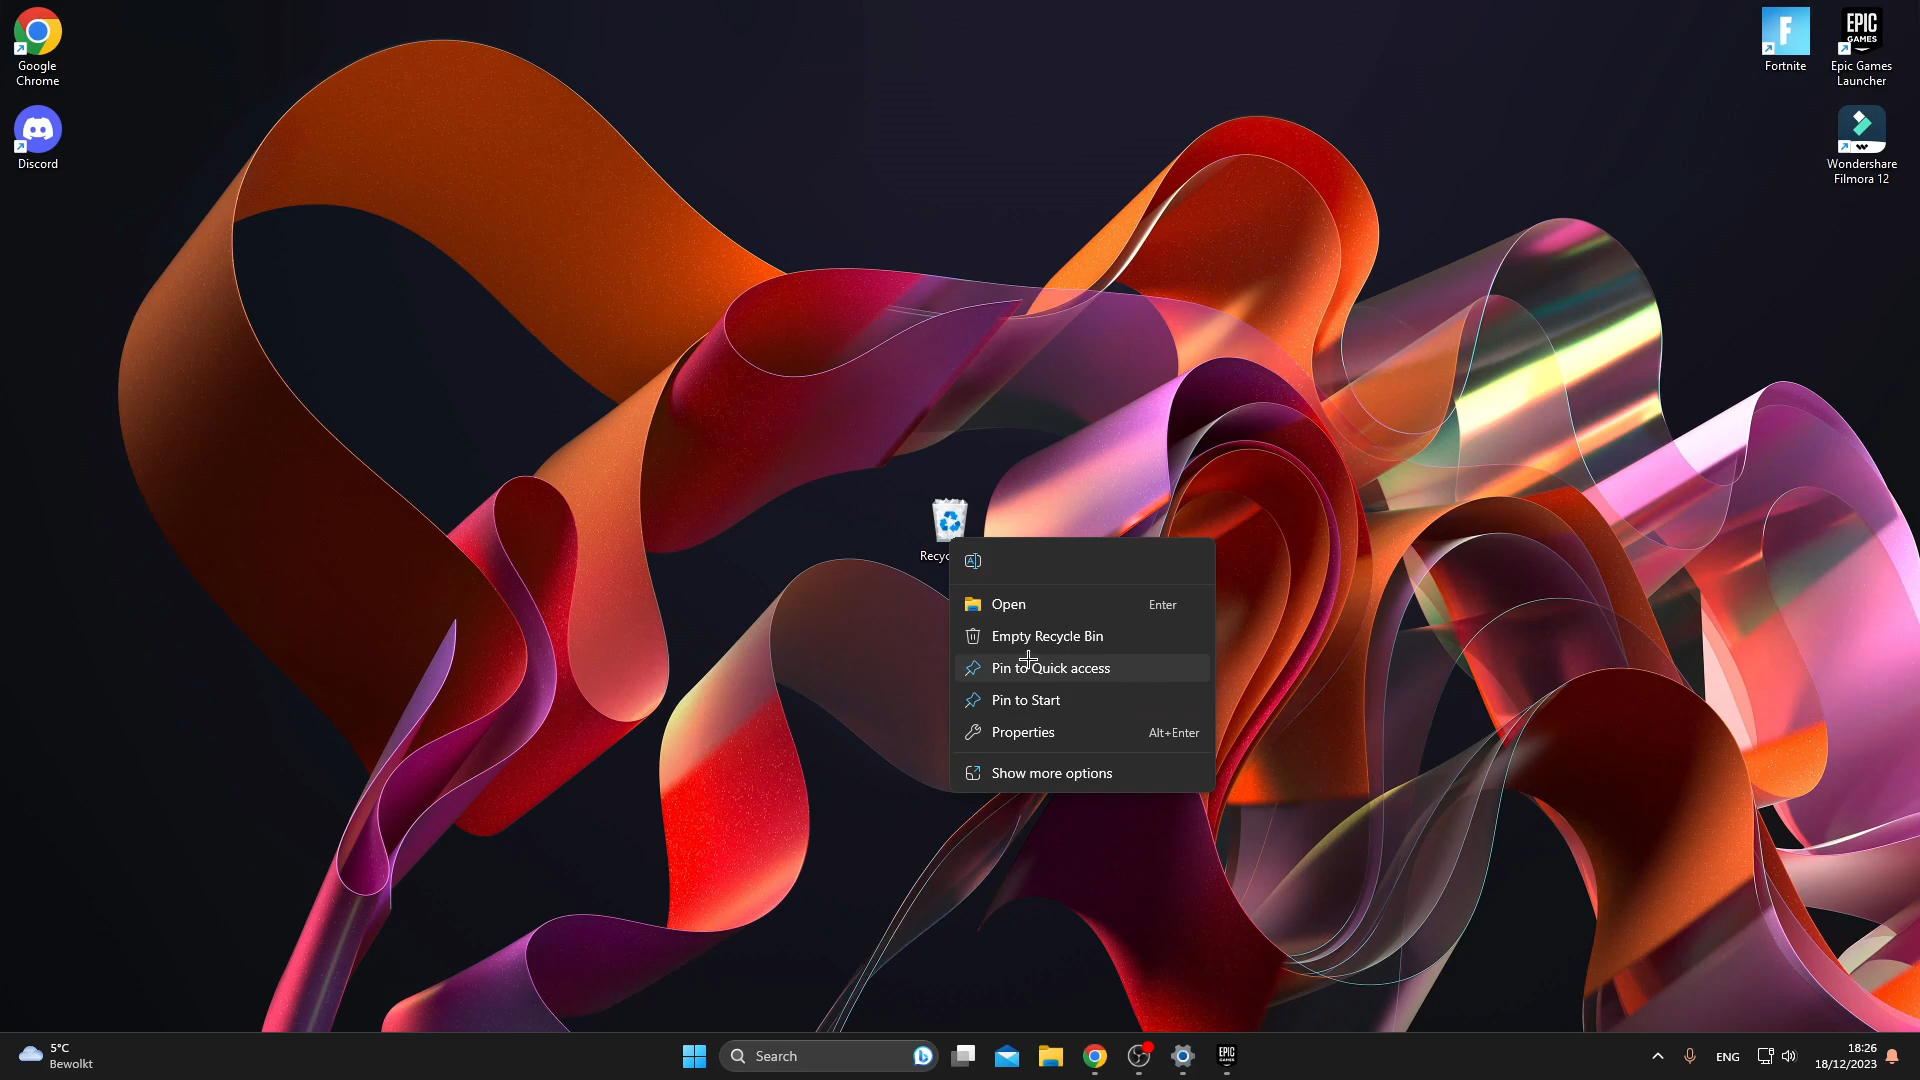 Google
Chrome
Discord
F
Fortnite
EPIC
GAMES
Epic Games
Launcher
Wondershare
Filmora 12
Open Enter
Empty Recycle Bin
Pin to Quick access
Pin to Start
Properties Alt+Enter
Show more options
5°C
Bewolkt
Search
EPIC
GAMES
ENG
18:26
18/12/2023